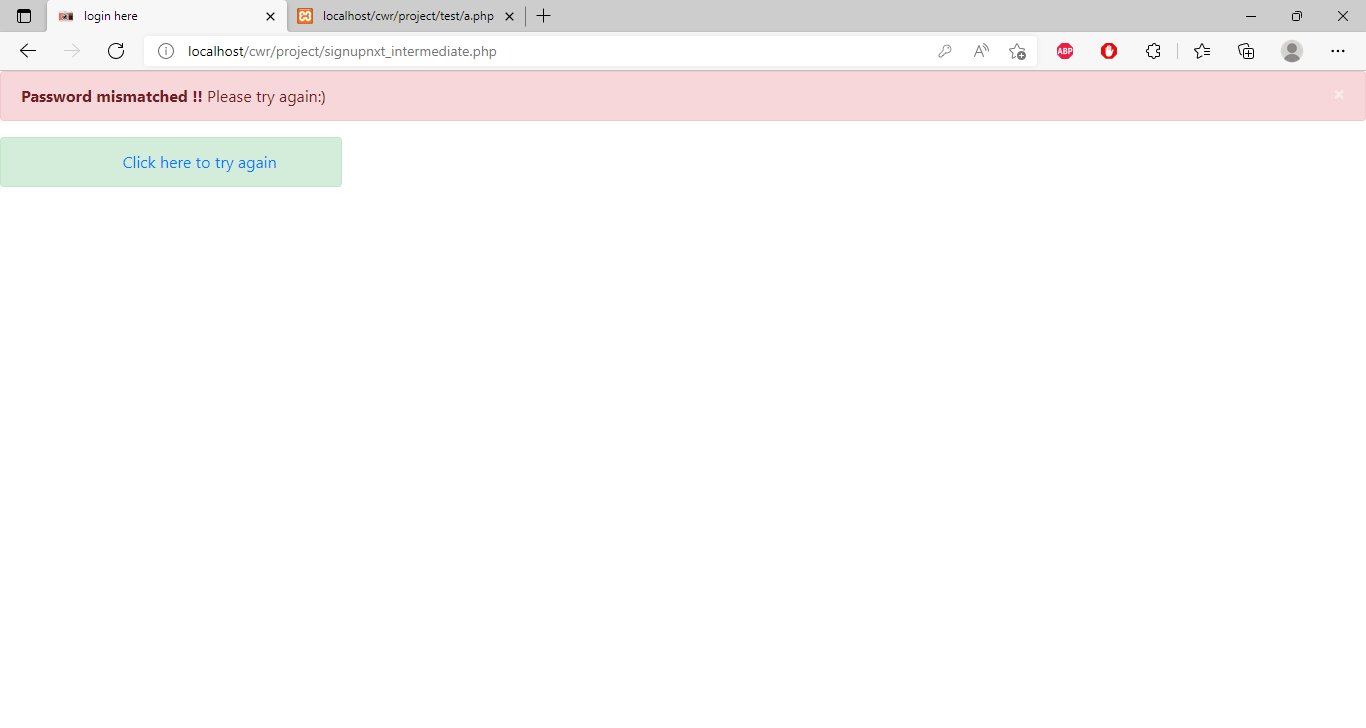 login here
localhost/cwr/project/test/a.php
localhost/cwr/project/signupnxt_intermediate.php
ABP
Password mismatched !! Please try again:)
Click here to try again